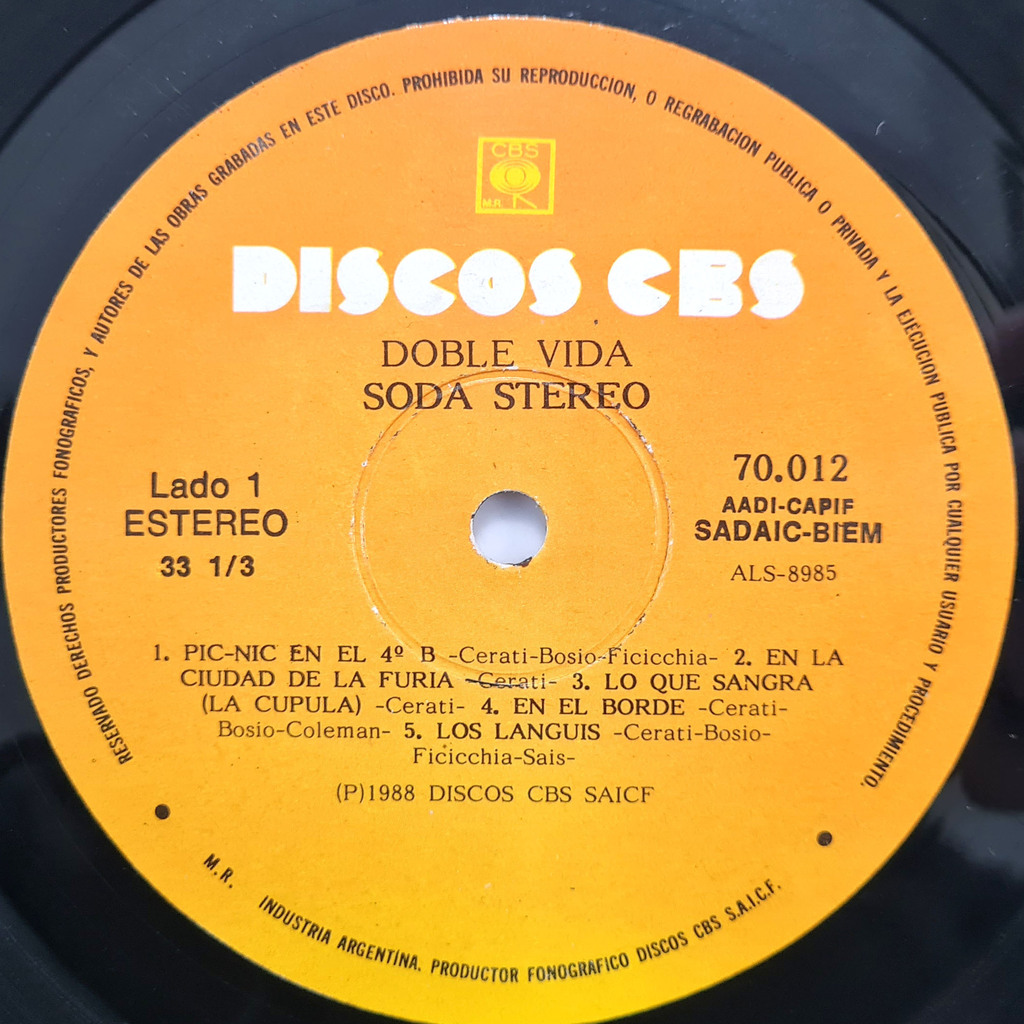 RESERVADO DERECHOS PRODUCTORES FONOGRAFICOS, Y AUTORES DE LAS OBRAS GRABADAS EN ESTE DISCO. PROHIBIDA SU REPRODUCCION, O REGRABACION PUBLICA O PRIVADA Y LA EJECUCION PUBLICA POR CUALQUIER USUARIO Y PROCEDIMIENTO.
CBS
M.R.
DISCOS CBS
DOBLE VIDA
SODA STEREO
Lado 1
ESTEREO
33 1/3
70.012
AADI-CAPIF
SADAIC-BIEM
ALS-8985
1. PIC-NIC EN EL 4º B -Cerati-Bosio-Ficicchia- 2. EN LA
CIUDAD DE LA FURIA -Cerati- 3. LO QUE SANGRA
(LA CUPULA) -Cerati- 4. EN EL BORDE -Cerati-
Bosio-Coleman- 5. LOS LANGUIS -Cerati-Bosio-
Ficicchia-Sais-
(P)1988 DISCOS CBS SAICF
M.R. INDUSTRIA ARGENTINA. PRODUCTOR FONOGRAFICO DISCOS CBS S.A.I.C.F.